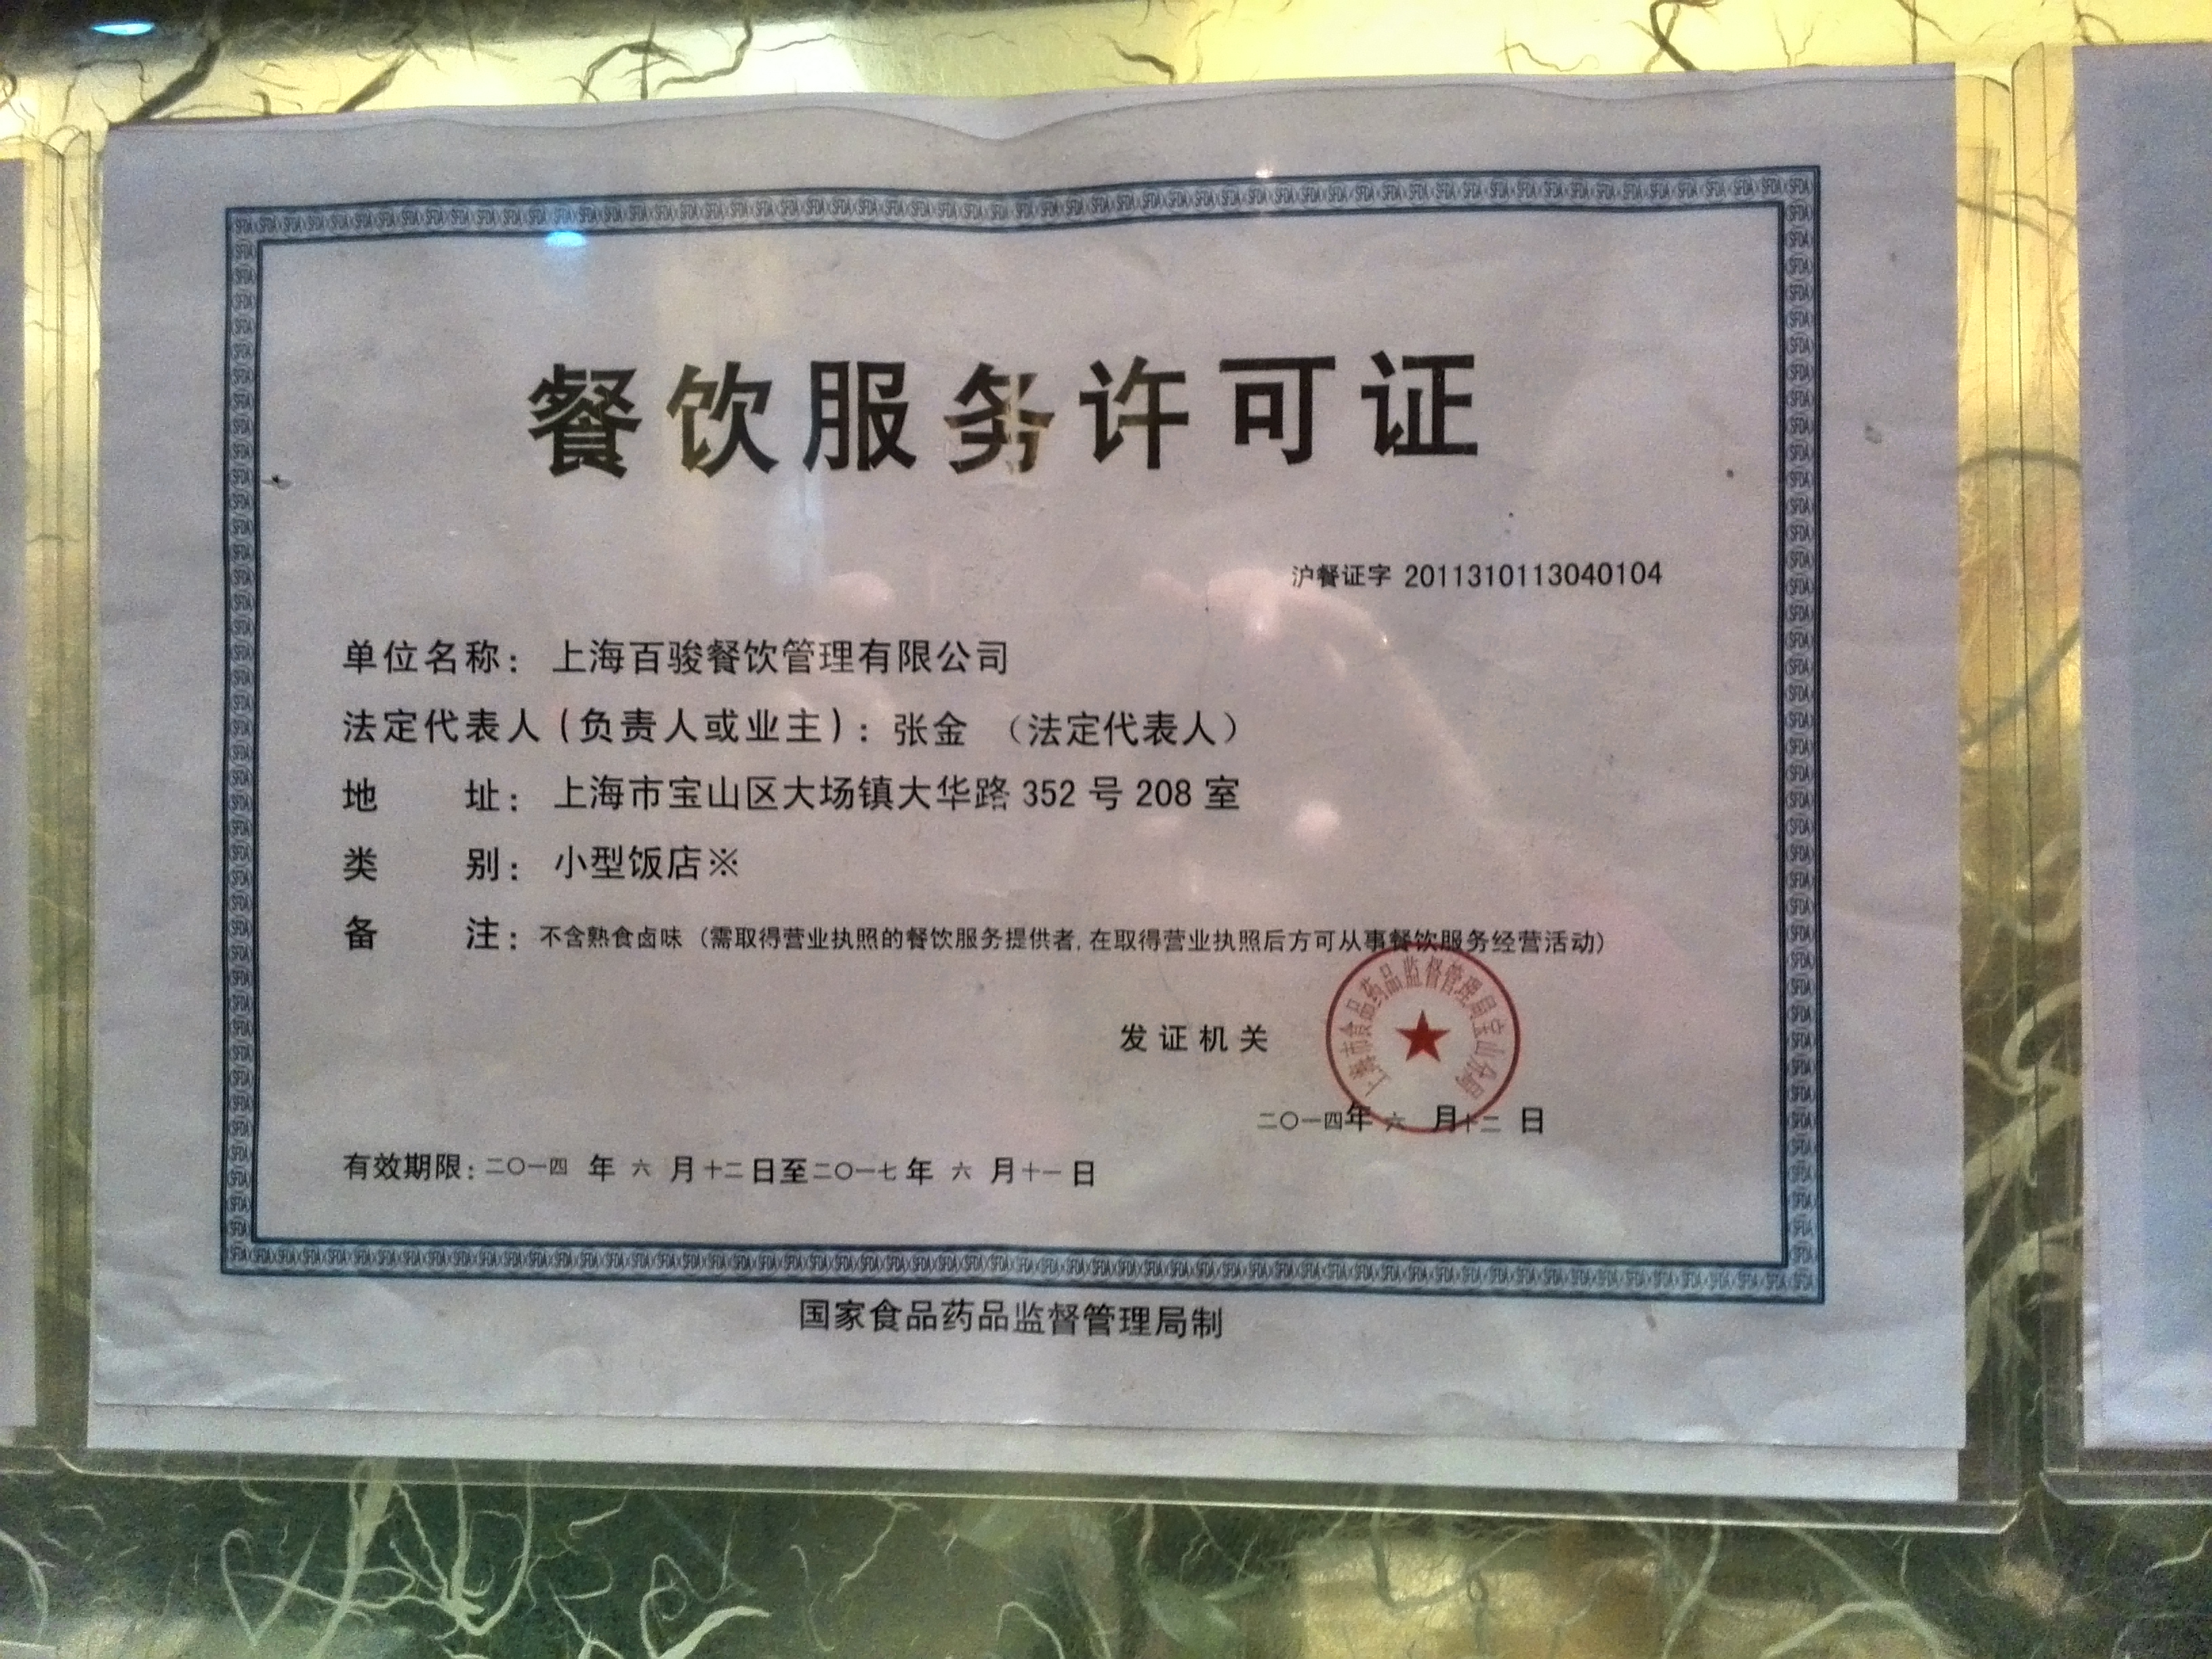 餐饮服务许可证
沪餐证字 2011310113040104
单位名称： 上海百骏餐饮管理有限公司
法定代表人(负责人或业主)：张金 （法定代表人）
地 址： 上海市宝山区大场镇大华路 352 号 208 室
类 别： 小型饭店※
备 注： 不含熟食卤味 (需取得营业执照的餐饮服务提供者,在取得营业执照后方可从事餐饮服务经营活动)
上海市食品药品监督管理局宝山分局
发证机关
二〇一四年 六 月十二 日
有效期限：二〇一四 年 六 月十二日至二〇一七年 六 月十一日
国家食品药品监督管理局制